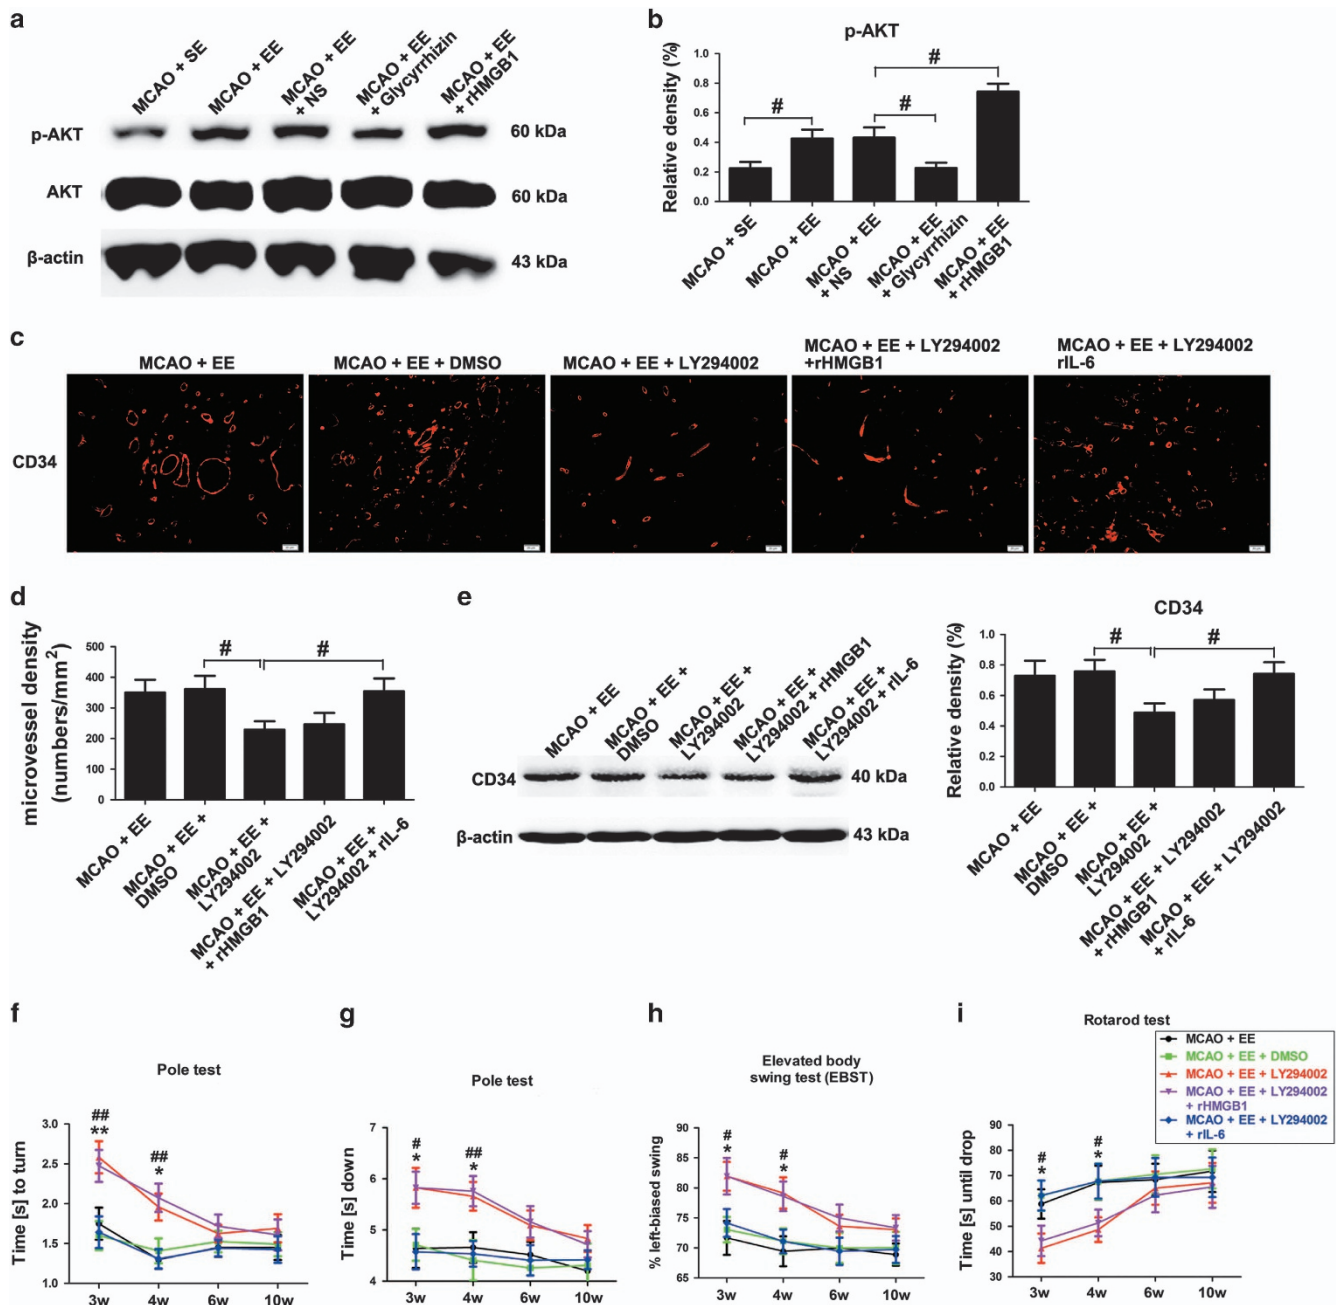 a
MCAO + SE
MCAO + EE
MCAO + EE
+ NS
MCAO + EE
+ Glycyrrhizin
MCAO + EE
+ rHMGB1
p-AKT
60 kDa
AKT
60 kDa
β-actin
43 kDa
b
p-AKT
Relative density (%)
1.0
0.8
0.6
0.4
0.2
0.0
#
#
#
MCAO + SE
MCAO + EE
MCAO + EE
+ NS
MCAO + EE
+ Glycyrrhizin
MCAO + EE
+ rHMGB1
c
MCAO + EE
MCAO + EE + DMSO
MCAO + EE + LY294002
MCAO + EE + LY294002
+rHMGB1
MCAO + EE + LY294002
rIL-6
CD34
d
microvessel density
(numbers/mm²)
500
400
300
200
100
0
#
#
MCAO + EE
MCAO + EE +
DMSO
MCAO + EE +
LY294002
MCAO + EE + LY294002
+ rHMGB1
MCAO + EE +
LY294002 + rIL-6
e
MCAO + EE
MCAO + EE +
DMSO
MCAO + EE +
LY294002
MCAO + EE +
LY294002 + rHMGB1
MCAO + EE +
LY294002 + rIL-6
CD34
40 kDa
β-actin
43 kDa
CD34
Relative density (%)
1.0
0.8
0.6
0.4
0.2
0.0
#
#
MCAO + EE
MCAO + EE +
DMSO
MCAO + EE +
LY294002
MCAO + EE + LY294002
+ rHMGB1
MCAO + EE + LY294002
+ rIL-6
f
Pole test
Time [s] to turn
3.0
2.5
2.0
1.5
1.0
##
**
##
*
3w
4w
6w
10w
g
Pole test
Time [s] down
7
6
5
4
#
*
##
*
3w
4w
6w
10w
h
Elevated body
swing test (EBST)
% left-biased swing
90
85
80
75
70
65
#
*
#
*
3w
4w
6w
10w
i
Rotarod test
MCAO + EE
MCAO + EE + DMSO
MCAO + EE + LY294002
MCAO + EE + LY294002
+ rHMGB1
MCAO + EE + LY294002
+ rIL-6
Time [s] until drop
90
80
70
60
50
40
30
#
*
#
*
3w
4w
6w
10w